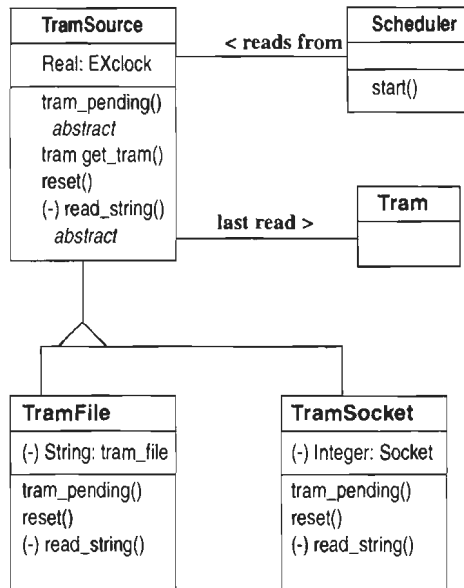 TramSource
Real: EXclock
tram_pending()
abstract
tram get_tram()
reset()
(-) read_string()
abstract
< reads from
Scheduler
start()
last read >
Tram
TramFile
(-) String: tram_file
tram_pending()
reset()
(-) read_string()
TramSocket
(-) Integer: Socket
tram_pending()
reset()
(-) read_string()